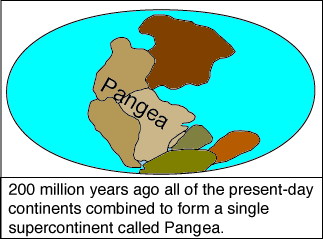 Pangea
200 million years ago all of the present-day
continents combined to form a single
supercontinent called Pangea.